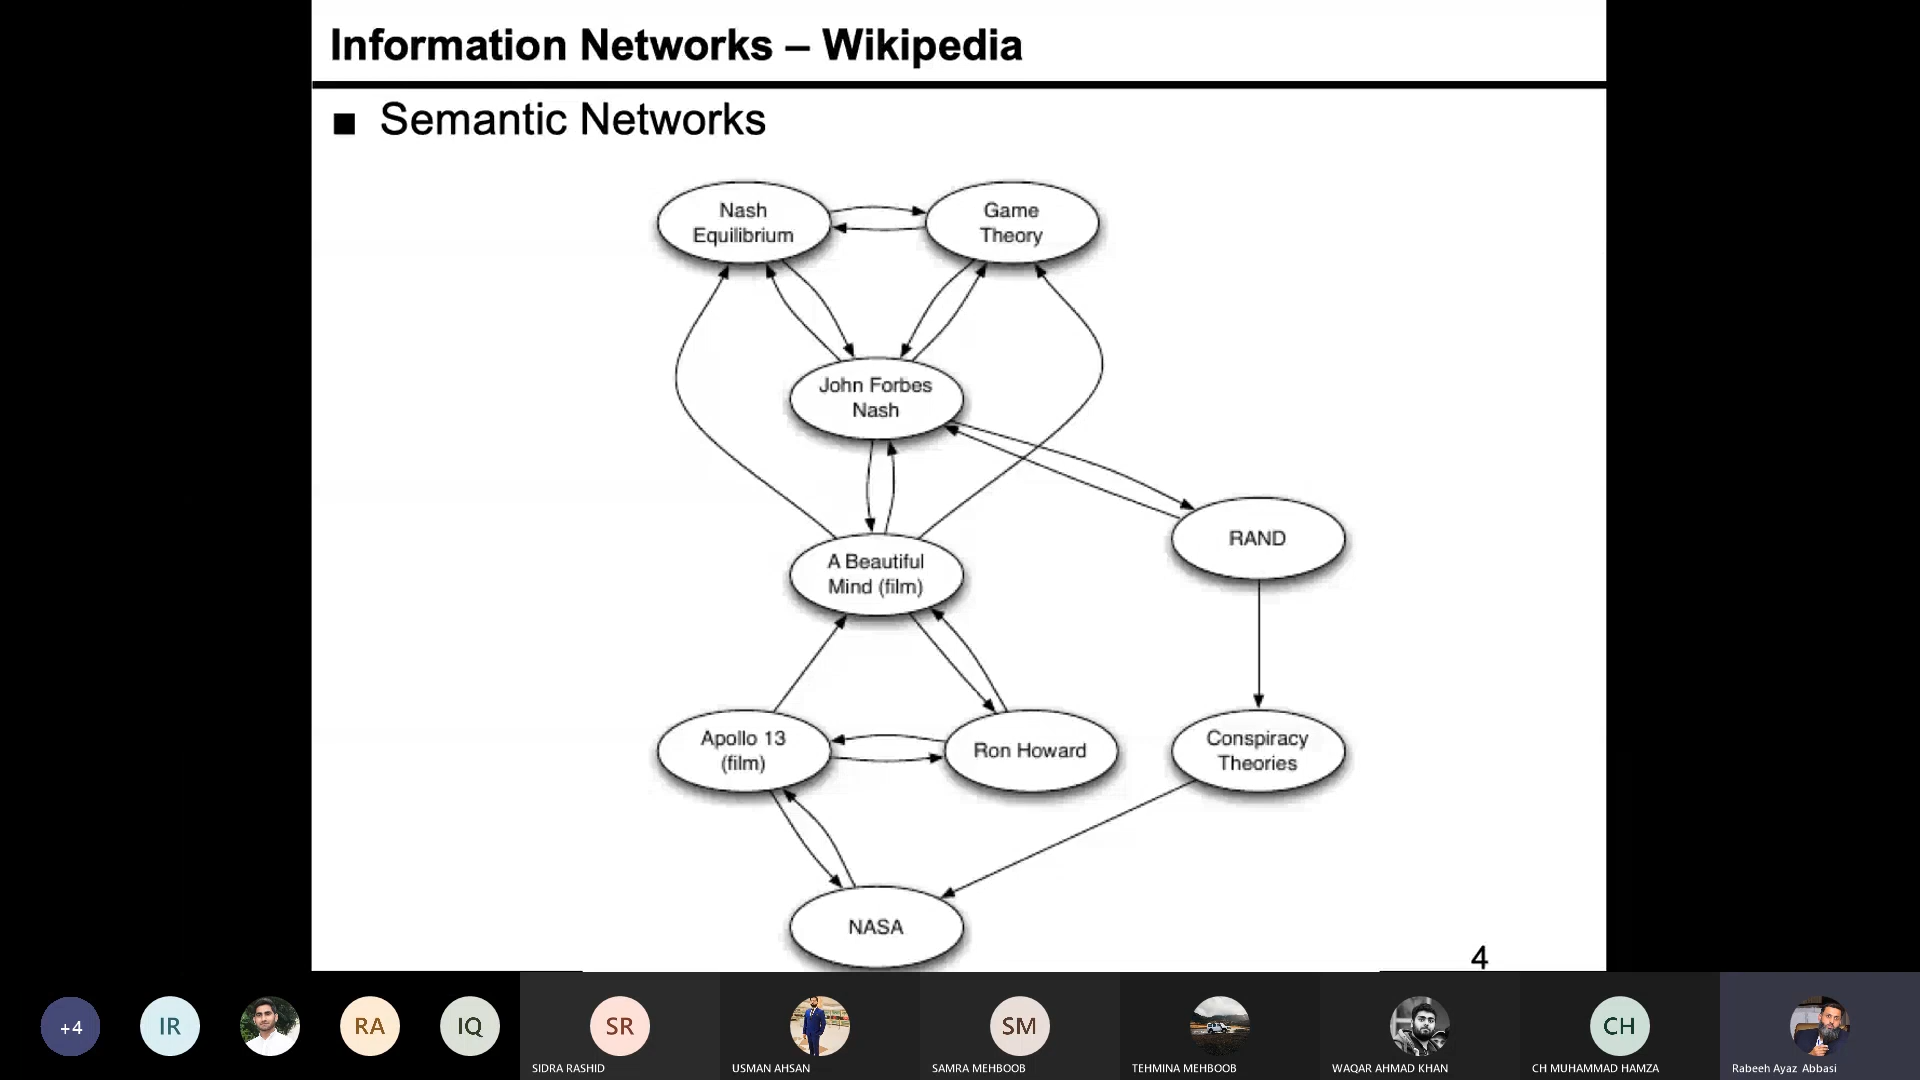 Information Networks – Wikipedia
■ Semantic Networks
Nash
Equilibrium
Game
Theory
John Forbes
Nash
RAND
A Beautiful
Mind (film)
Apollo 13
(film)
Ron Howard
Conspiracy
Theories
NASA
4
+4
IR
RA
IQ
SR
SM
CH
SIDRA RASHID
USMAN AHSAN
SAMRA MEHBOOB
TEHMINA MEHBOOB
WAQAR AHMAD KHAN
CH MUHAMMAD HAMZA
Rabeeh Ayaz Abbasi